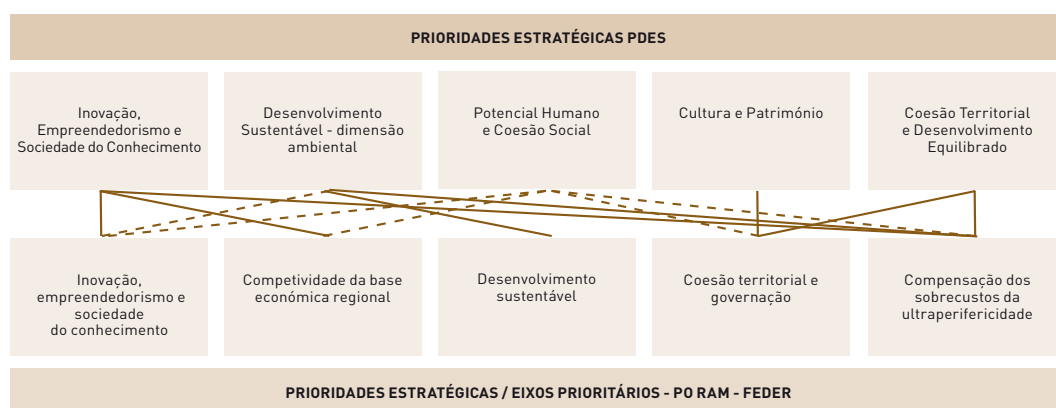 PRIORIDADES ESTRATÉGICAS PDES
Inovação,
Empreendedorismo e
Sociedade do Conhecimento
Desenvolvimento
Sustentável - dimensão
ambiental
Potencial Humano
e Coesão Social
Cultura e Património
Coesão Territorial
e Desenvolvimento
Equilibrado
Inovação,
empreendedorismo e
sociedade
do conhecimento
Competividade da base
económica regional
Desenvolvimento
sustentável
Coesão territorial e
governação
Compensação dos
sobrecustos da
ultraperifericidade
PRIORIDADES ESTRATÉGICAS / EIXOS PRIORITÁRIOS - PO RAM - FEDER